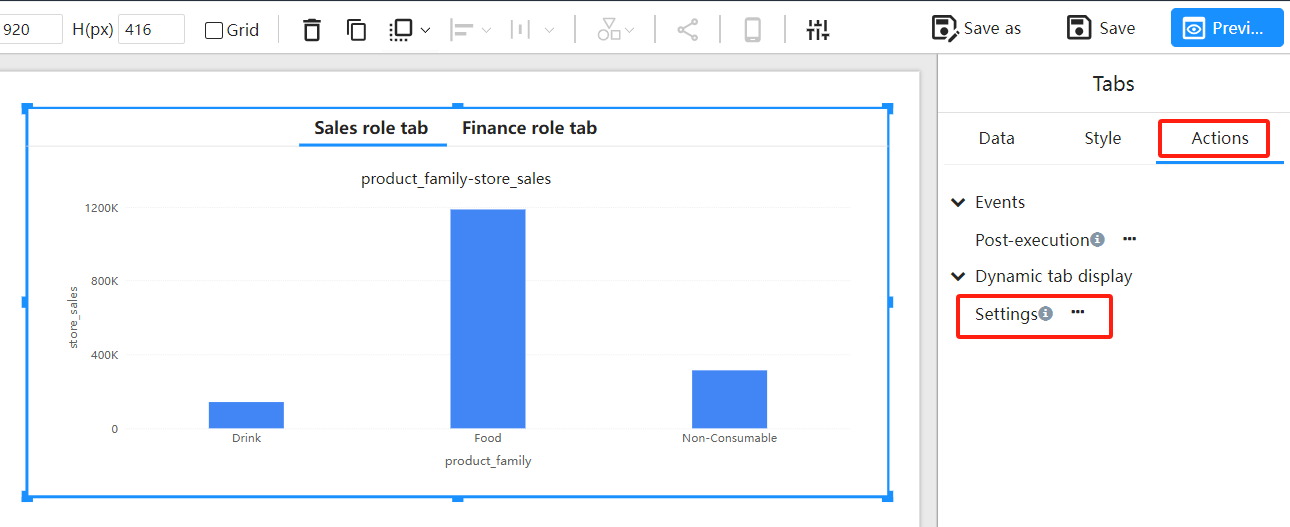 920 H(px) 416 Grid Save as Save Previ...
Tabs
Data Style Actions
Events
Post-execution
Dynamic tab display
Settings
Sales role tab Finance role tab
product_family-store_sales
1200K
800K
400K
0
store_sales
Drink Food Non-Consumable
product_family